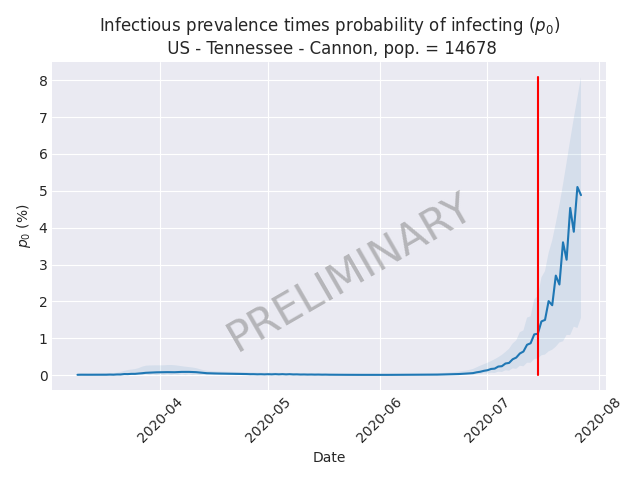 Infectious prevalence times probability of infecting (p₀)
US - Tennessee - Cannon, pop. = 14678
8
7
6
5
4
3
2
1
0
p₀ (%)
PRELIMINARY
2020-04
2020-05
2020-06
2020-07
2020-08
Date